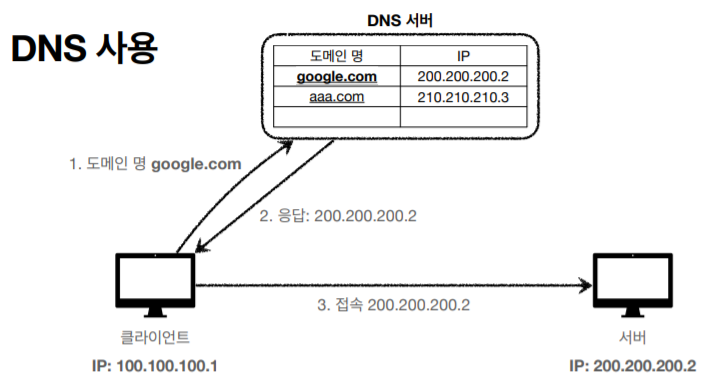 DNS 사용
DNS 서버
도메인 명 IP
google.com 200.200.200.2
aaa.com 210.210.210.3
1. 도메인 명 google.com
2. 응답: 200.200.200.2
3. 접속 200.200.200.2
클라이언트
IP: 100.100.100.1
서버
IP: 200.200.200.2